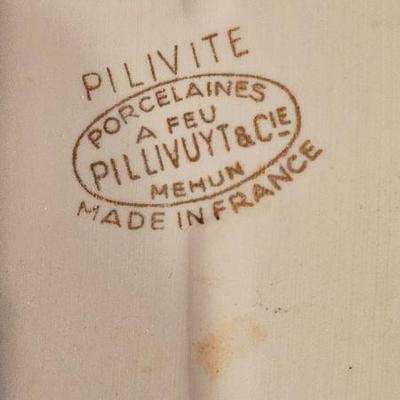 PILIVITE
PORCELAINES
A FEU
PILLIVUYT & CIE
MEHUN
MADE IN FRANCE